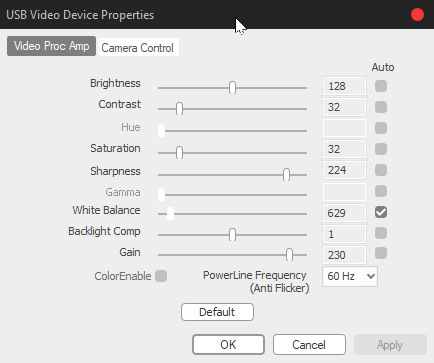 USB Video Device Properties
Video Proc Amp
Camera Control
Auto
Brightness 128
Contrast 32
Hue
Saturation 32
Sharpness 224
Gamma
White Balance 629
Backlight Comp 1
Gain 230
ColorEnable PowerLine Frequency 60 Hz
(Anti Flicker)
Default
OK Cancel Apply